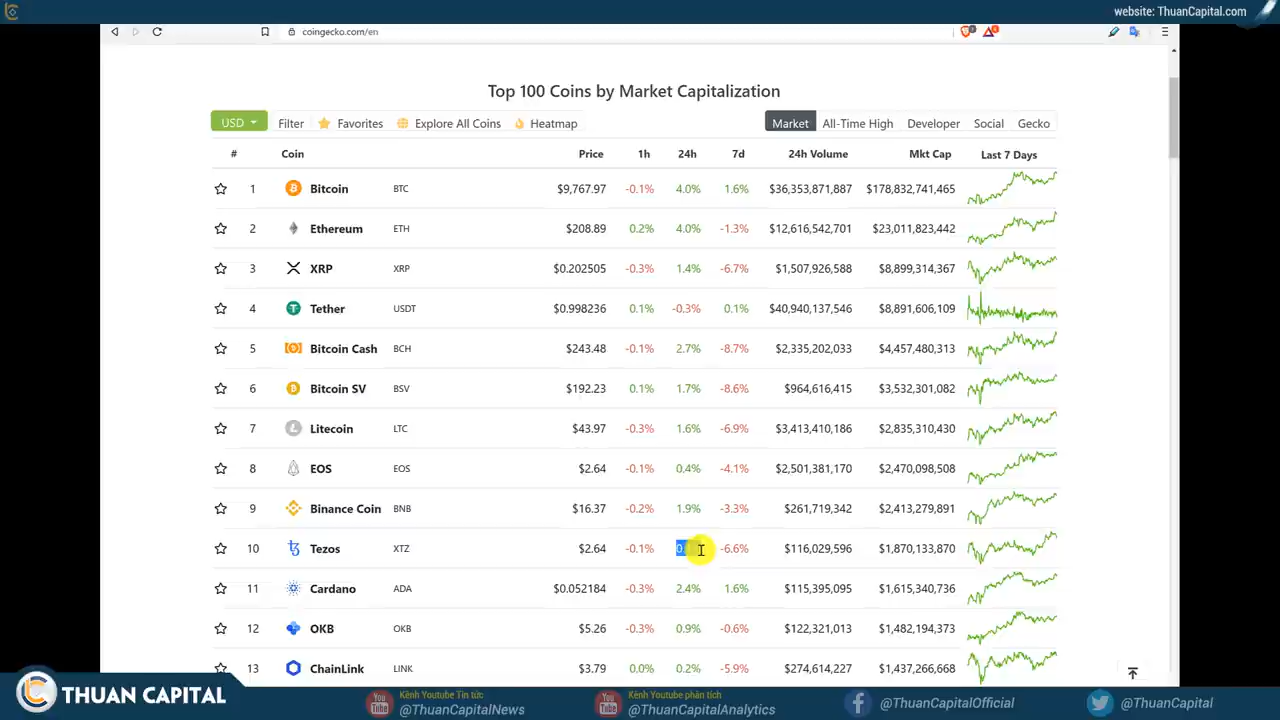 website: ThuanCapital.com
coingecko.com/en
Top 100 Coins by Market Capitalization
USD Filter Favorites Explore All Coins Heatmap Market All-Time High Developer Social Gecko
# Coin Price 1h 24h 7d 24h Volume Mkt Cap Last 7 Days
1 Bitcoin BTC $9,767.97 -0.1% 4.0% 1.6% $36,353,871,887 $178,832,741,465
2 Ethereum ETH $208.89 0.2% 4.0% -1.3% $12,616,542,701 $23,011,823,442
3 XRP XRP $0.202505 -0.3% 1.4% -6.7% $1,507,926,588 $8,899,314,367
4 Tether USDT $0.998236 0.1% -0.3% 0.1% $40,940,137,546 $8,891,606,109
5 Bitcoin Cash BCH $243.48 -0.1% 2.7% -8.7% $2,335,202,033 $4,457,480,313
6 Bitcoin SV BSV $192.23 0.1% 1.7% -8.6% $964,616,415 $3,532,301,082
7 Litecoin LTC $43.97 -0.3% 1.6% -6.9% $3,413,410,186 $2,835,310,430
8 EOS EOS $2.64 -0.1% 0.4% -4.1% $2,501,381,170 $2,470,098,508
9 Binance Coin BNB $16.37 -0.2% 1.9% -3.3% $261,719,342 $2,413,279,891
10 Tezos XTZ $2.64 -0.1% -6.6% $116,029,596 $1,870,133,870
11 Cardano ADA $0.052184 -0.3% 2.4% 1.6% $115,395,095 $1,615,340,736
12 OKB OKB $5.26 -0.3% 0.9% -0.6% $122,321,013 $1,482,194,373
13 ChainLink LINK $3.79 0.0% 0.2% -5.9% $274,614,227 $1,437,266,668
THUAN CAPITAL
You Tube Kênh Youtube Tin tức
@ThuanCapitalNews
You Tube Kênh Youtube phân tích
@ThuanCapitalAnalytics
@ThuanCapitalOfficial
@ThuanCapital